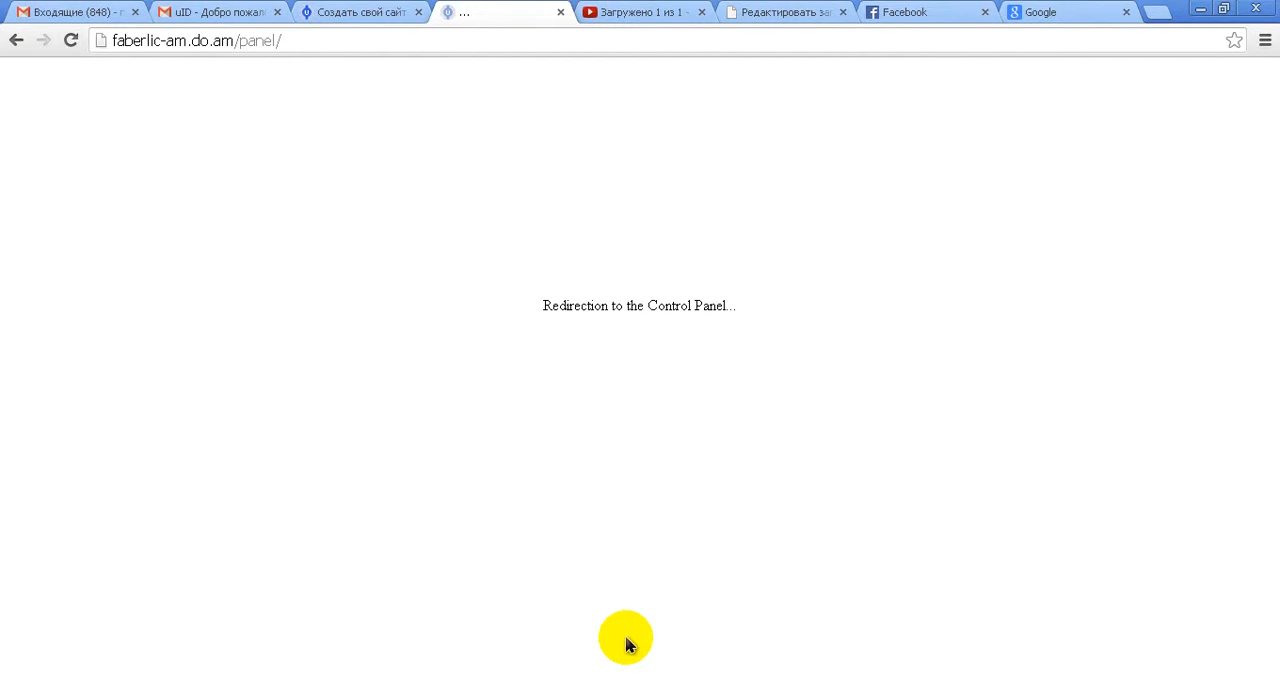 Входящие (848) -
uID - Добро пожал
Создать свой сайт
...
Загружено 1 из 1 -
Редактировать
Facebook
Google
faberlic-am.do.am/panel/
Redirection to the Control Panel...